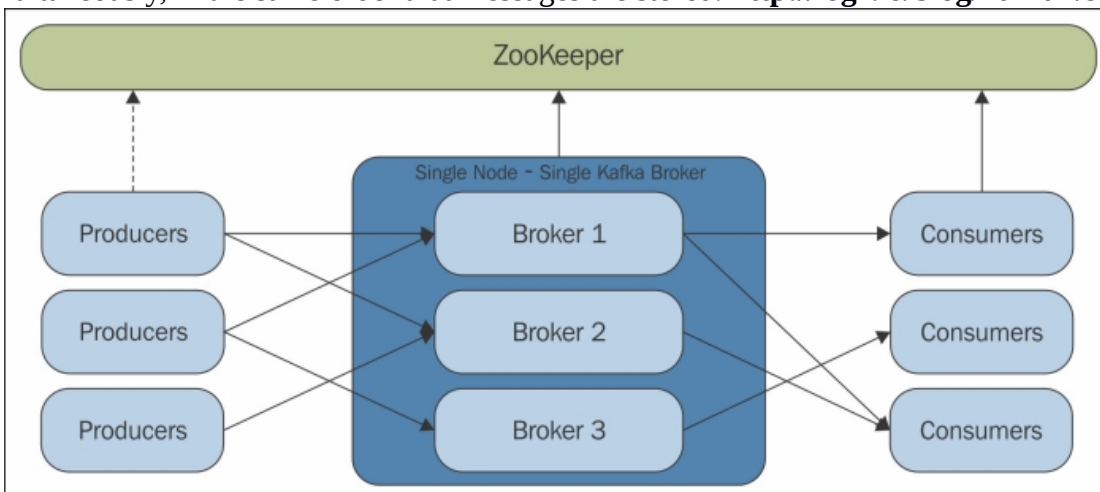 ZooKeeper
Single Node - Single Kafka Broker
Producers
Broker 1
Consumers
Producers
Broker 2
Consumers
Producers
Broker 3
Consumers